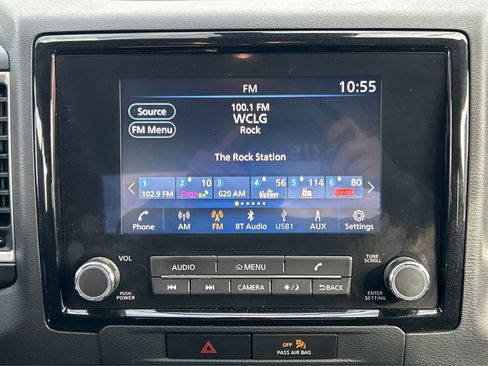 FM 10:55
Source
100.1 FM
WCLG
FM Menu
Rock
The Rock Station
1 2 10 3 4 56 5 114 6 80
102.9 FM 620 AM
Phone AM FM BT Audio USB1 AUX Settings
VOL
AUDIO MENU
TUNE
SCROLL
PUSH
POWER
CAMERA BACK
ENTER
SETTING
OFF
PASS AIR BAG